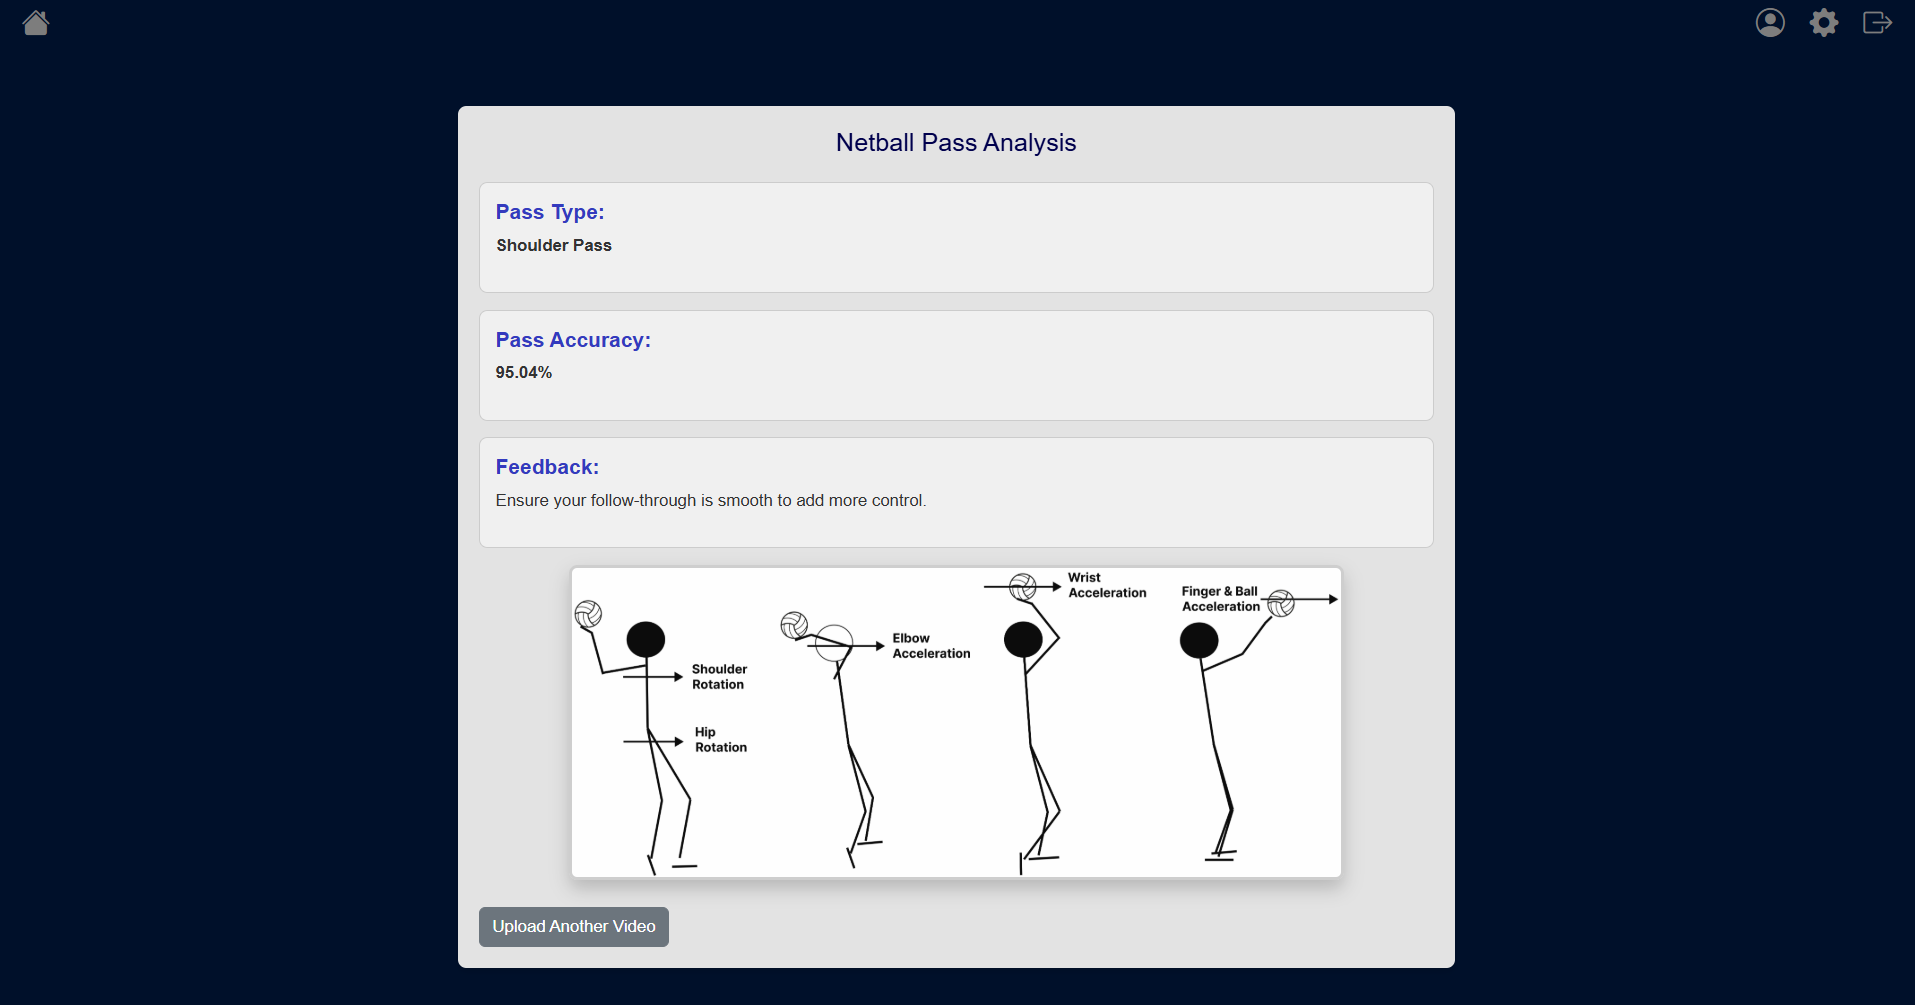 Netball Pass Analysis
Pass Type:
Shoulder Pass
Pass Accuracy:
95.04%
Feedback:
Ensure your follow-through is smooth to add more control.
Shoulder
Rotation
Hip
Rotation
Elbow
Acceleration
Wrist
Acceleration
Finger & Ball
Acceleration
Upload Another Video